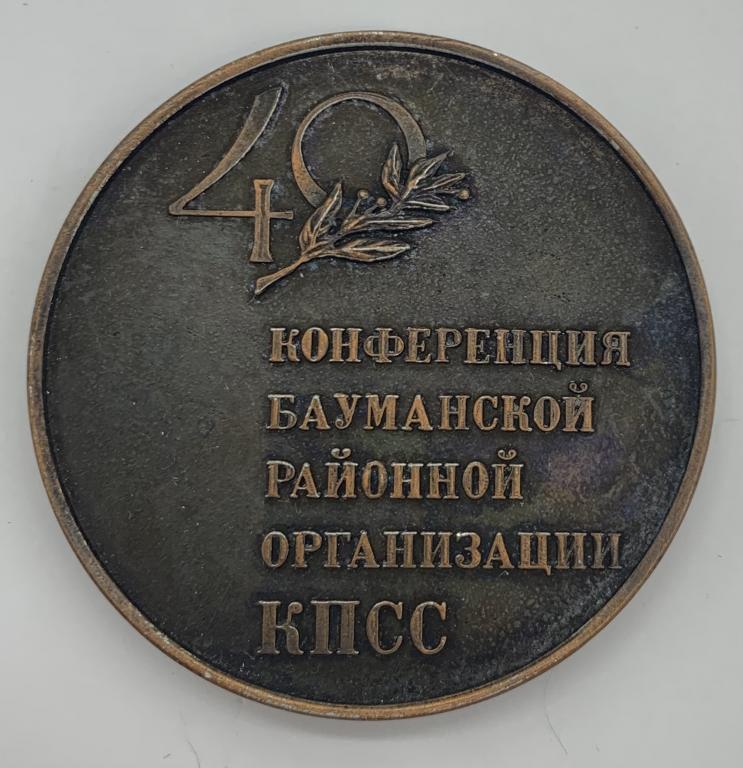 40
КОНФЕРЕНЦИЯ
БАУМАНСКОЙ
РАЙОННОЙ
ОРГАНИЗАЦИИ
КПСС